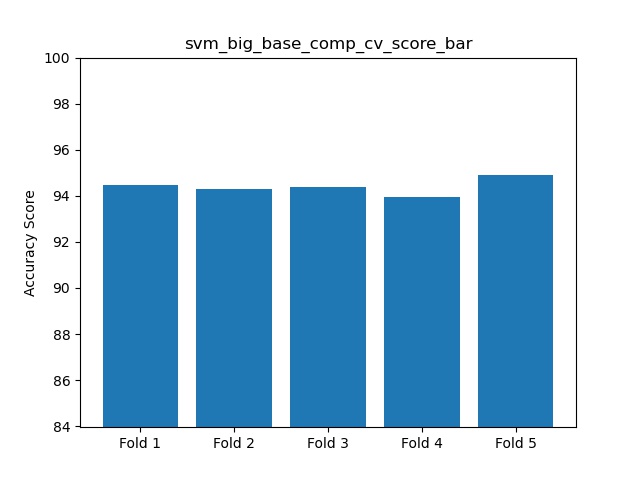 svm_big_base_comp_cv_score_bar
100
98
96
94
92
90
88
86
84
Accuracy Score
Fold 1
Fold 2
Fold 3
Fold 4
Fold 5